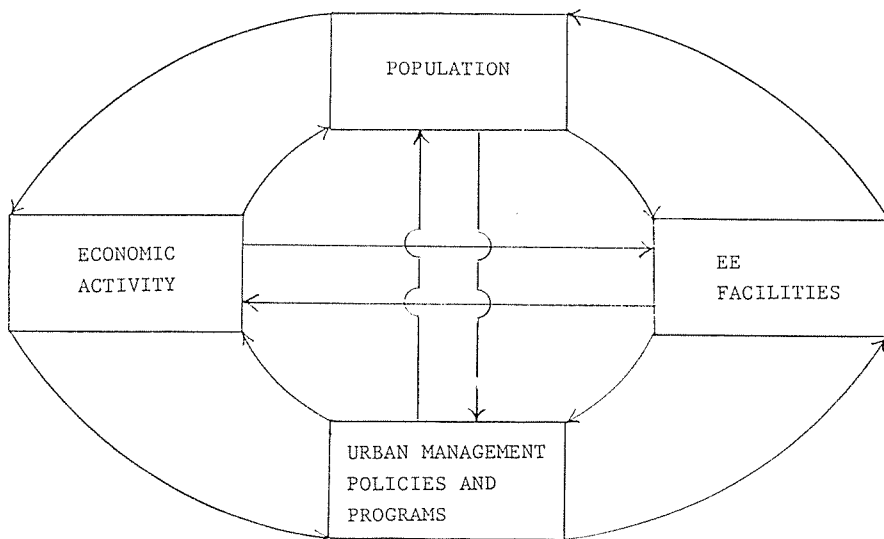 POPULATION
ECONOMIC
ACTIVITY
EE
FACILITIES
URBAN MANAGEMENT
POLICIES AND
PROGRAMS